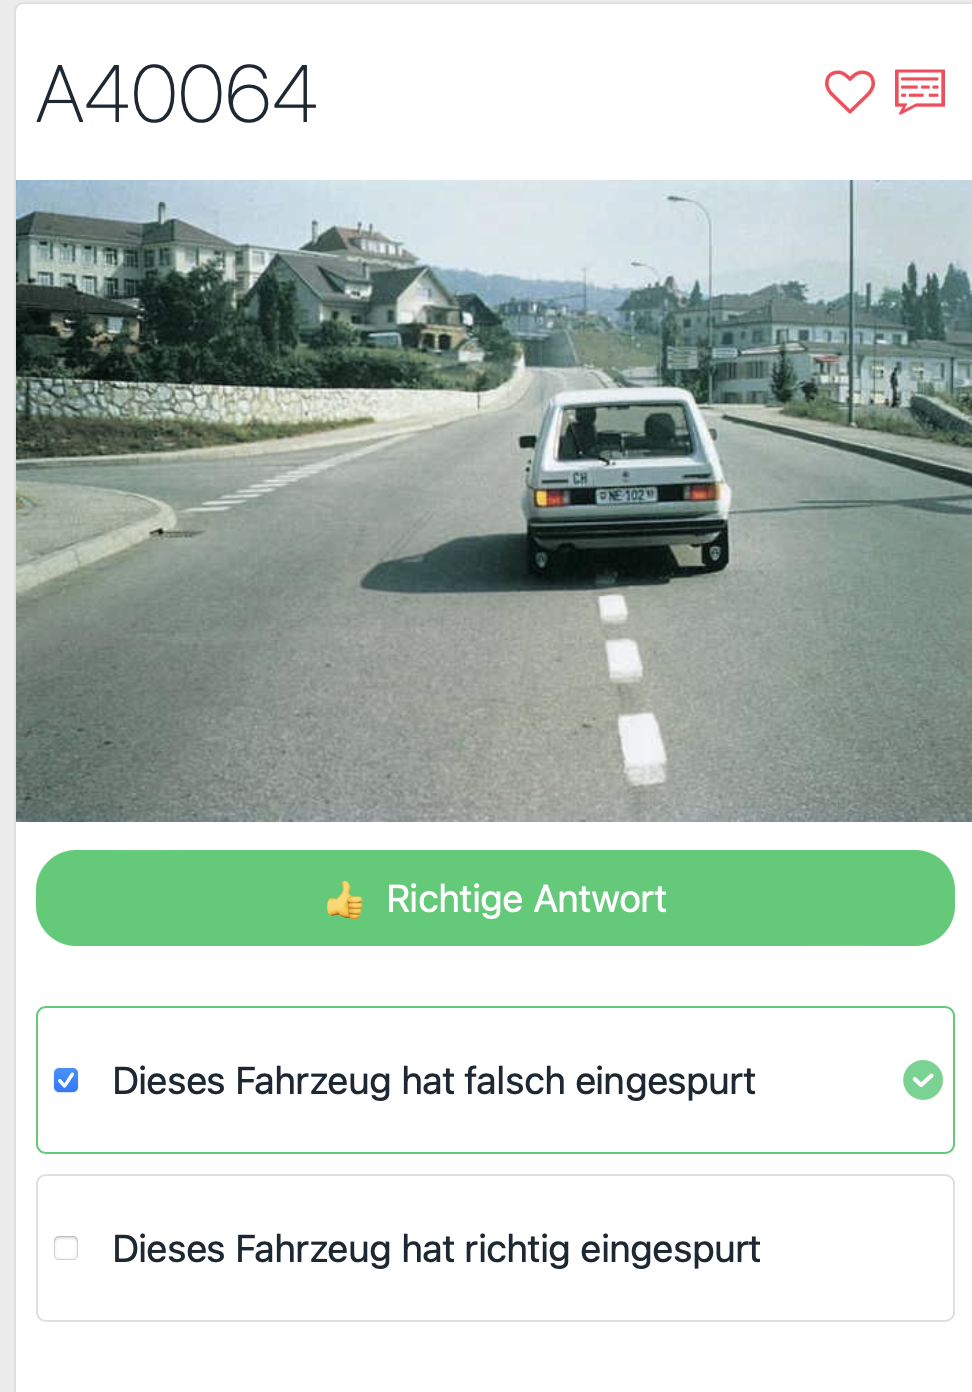 A40064
CH
NE·102
Richtige Antwort
Dieses Fahrzeug hat falsch eingespurt
Dieses Fahrzeug hat richtig eingespurt